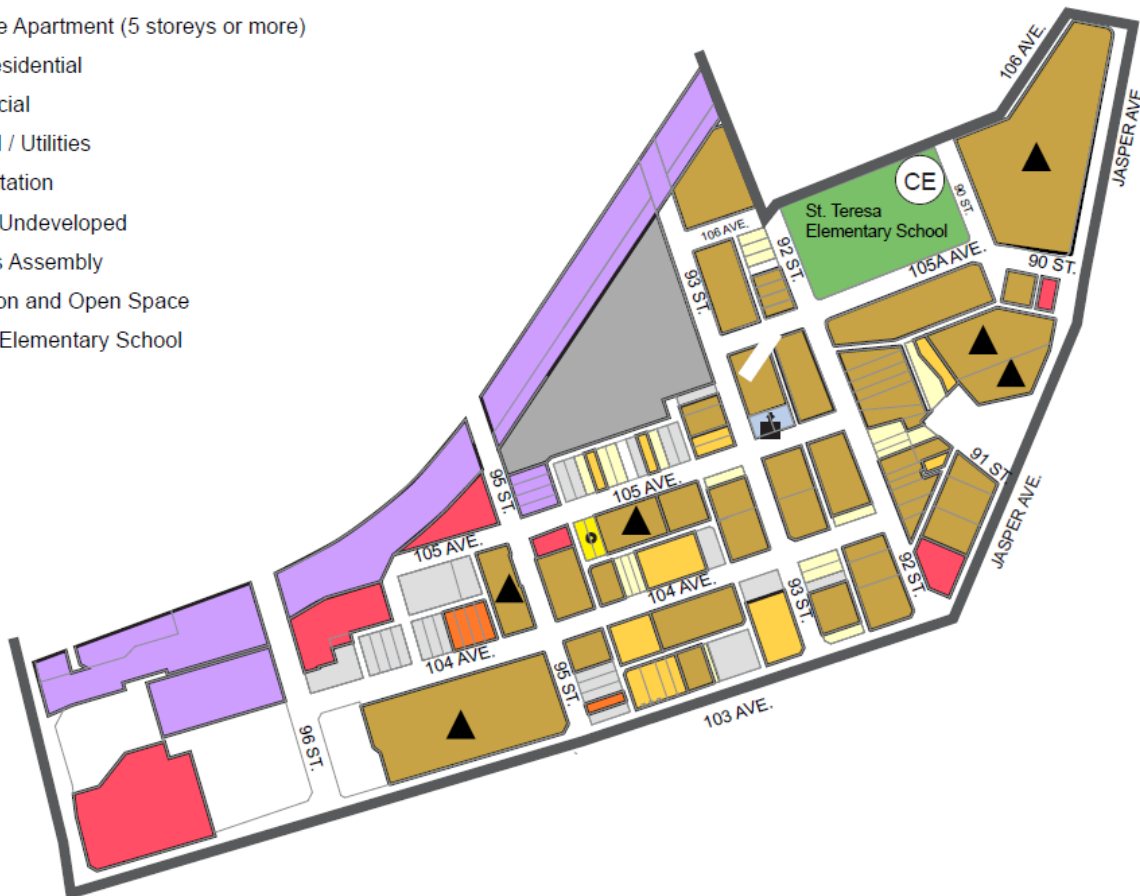 e Apartment (5 storeys or more)
esidential
cial
l / Utilities
tation
Undeveloped
s Assembly
on and Open Space
Elementary School
106 AVE.
JASPER AVE.
CE
St. Teresa
Elementary School
90 ST.
106 AVE.
92 ST.
105A AVE.
90 ST.
93 ST.
91 ST.
105 AVE.
95 ST.
JASPER AVE.
105 AVE.
92 ST.
104 AVE.
93 ST.
104 AVE.
95 ST.
103 AVE.
96 ST.